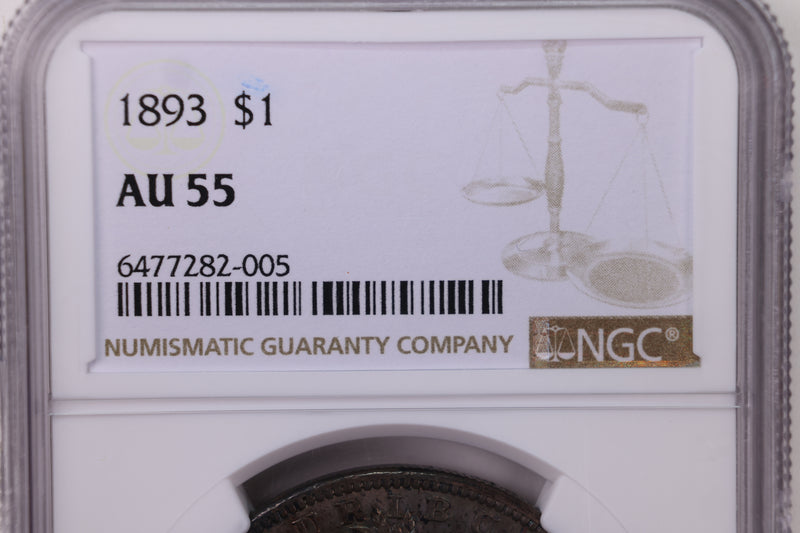 1893 $1
AU 55
6477282-005
NUMISMATIC GUARANTY COMPANY
NGC®